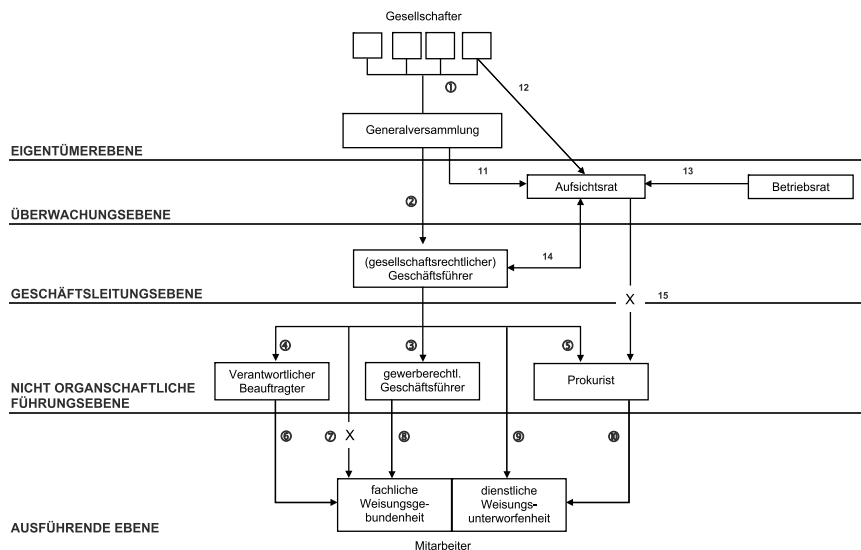 Gesellschafter
①
12
Generalversammlung
EIGENTÜMEREBENE
11
Aufsichtsrat
13
Betriebsrat
②
ÜBERWACHUNGSEBENE
14
(gesellschaftsrechtlicher)
Geschäftsführer
GESCHÄFTSLEITUNGSEBENE
X
15
④
③
⑤
Verantwortlicher
Beauftragter
gewerberechtl.
Geschäftsführer
Prokurist
NICHT ORGANSCHAFTLICHE
FÜHRUNGSEBENE
⑥
⑦
X
⑧
⑨
⑩
fachliche
Weisungsge-
bundenheit
dienstliche
Weisungs-
unterworfenheit
AUSFÜHRENDE EBENE
Mitarbeiter